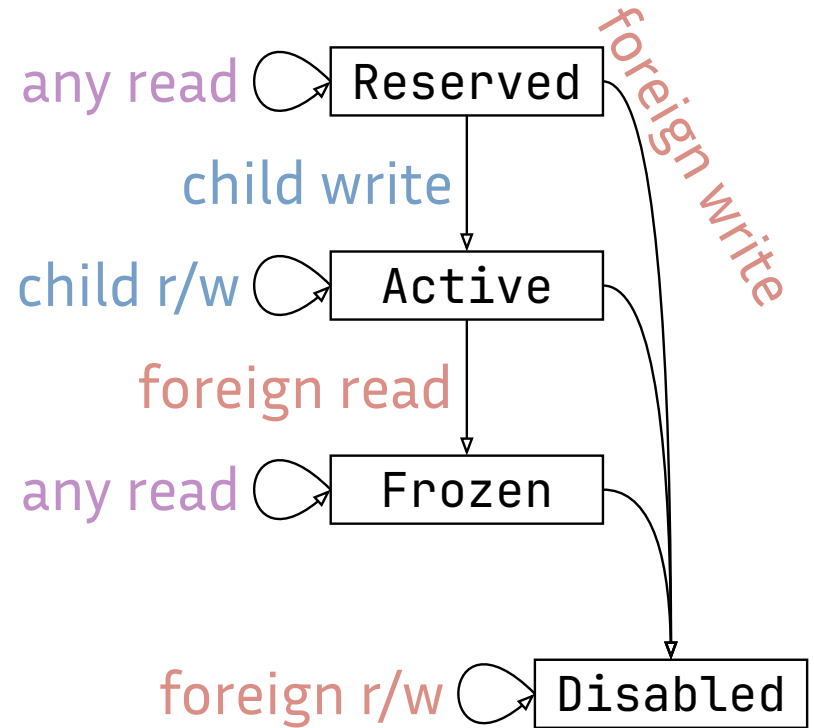 any read
Reserved
foreign write
child write
child r/w
Active
foreign read
any read
Frozen
foreign r/w
Disabled